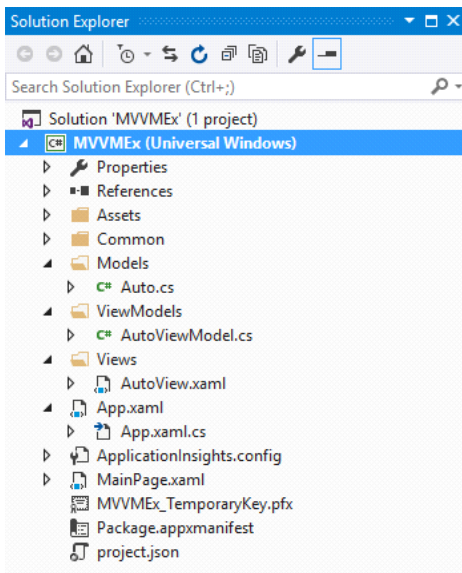 Solution Explorer
Search Solution Explorer (Ctrl+;)
Solution 'MVVMEx' (1 project)
C# MVVMEx (Universal Windows)
Properties
References
Assets
Common
Models
C# Auto.cs
ViewModels
C# AutoViewModel.cs
Views
AutoView.xaml
App.xaml
App.xaml.cs
ApplicationInsights.config
MainPage.xaml
MVVMEx_TemporaryKey.pfx
Package.appxmanifest
project.json